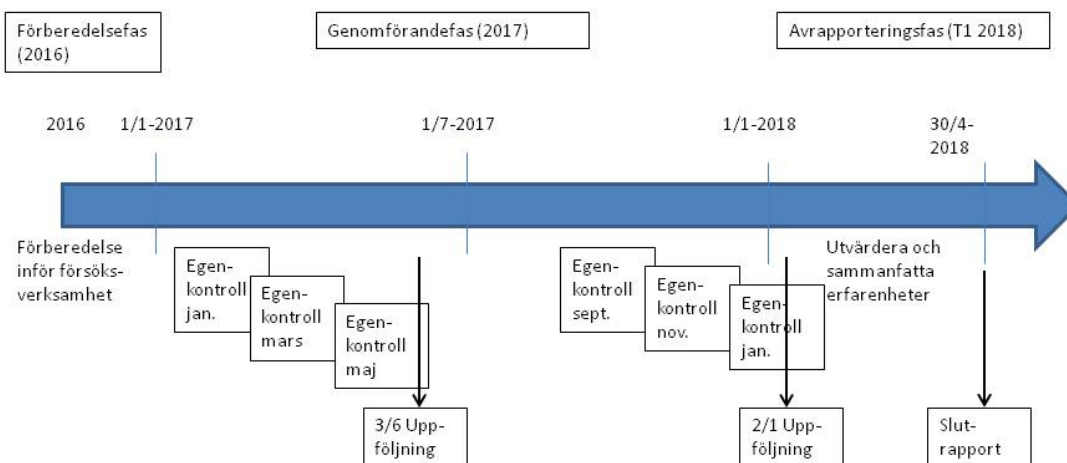 Förberedelsefas
(2016)
Genomförandefas (2017)
Avrapporteringsfas (T1 2018)
2016
1/1-2017
1/7-2017
1/1-2018
30/4-
2018
Förberedelse
inför försöks-
verksamhet
Egen-
kontroll
jan.
Egen-
kontroll
mars
Egen-
kontroll
maj
Egen-
kontroll
sept.
Egen-
kontroll
nov.
Egen-
kontroll
jan.
Utvärdera och
sammanfatta
erfarenheter
3/6 Upp-
följning
2/1 Upp-
följning
Slut-
rapport